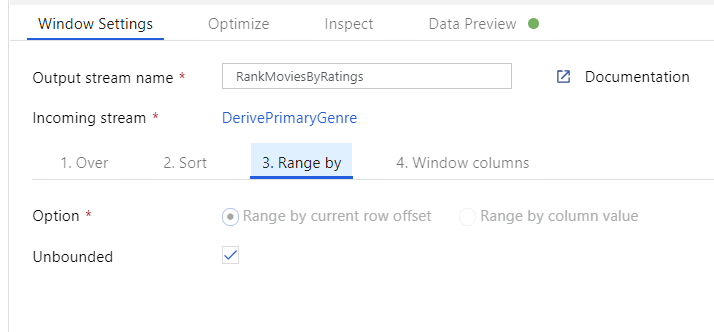 Window Settings Optimize Inspect Data Preview
Output stream name * RankMoviesByRatings Documentation
Incoming stream * DerivePrimaryGenre
1. Over 2. Sort 3. Range by 4. Window columns
Option * Range by current row offset Range by column value
Unbounded